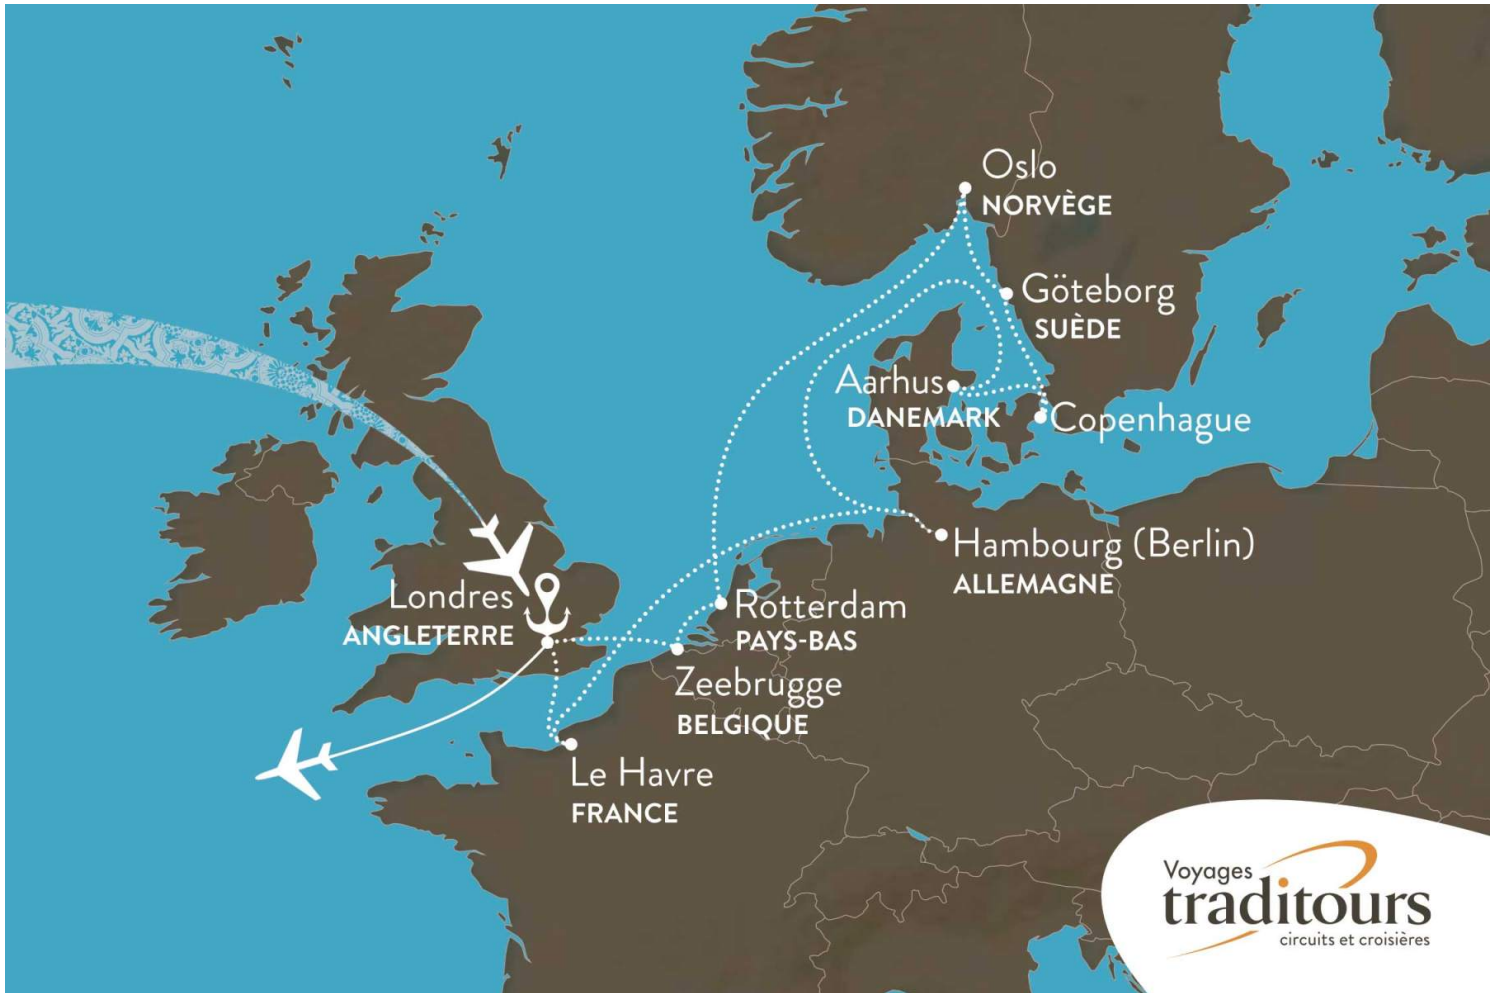 Oslo
NORVÈGE
Göteborg
SUÈDE
Aarhus
DANEMARK
Copenhague
Hambourg (Berlin)
ALLEMAGNE
Londres
ANGLETERRE
Rotterdam
PAYS-BAS
Zeebrugge
BELGIQUE
Le Havre
FRANCE
Voyages
traditours
circuits et croisières